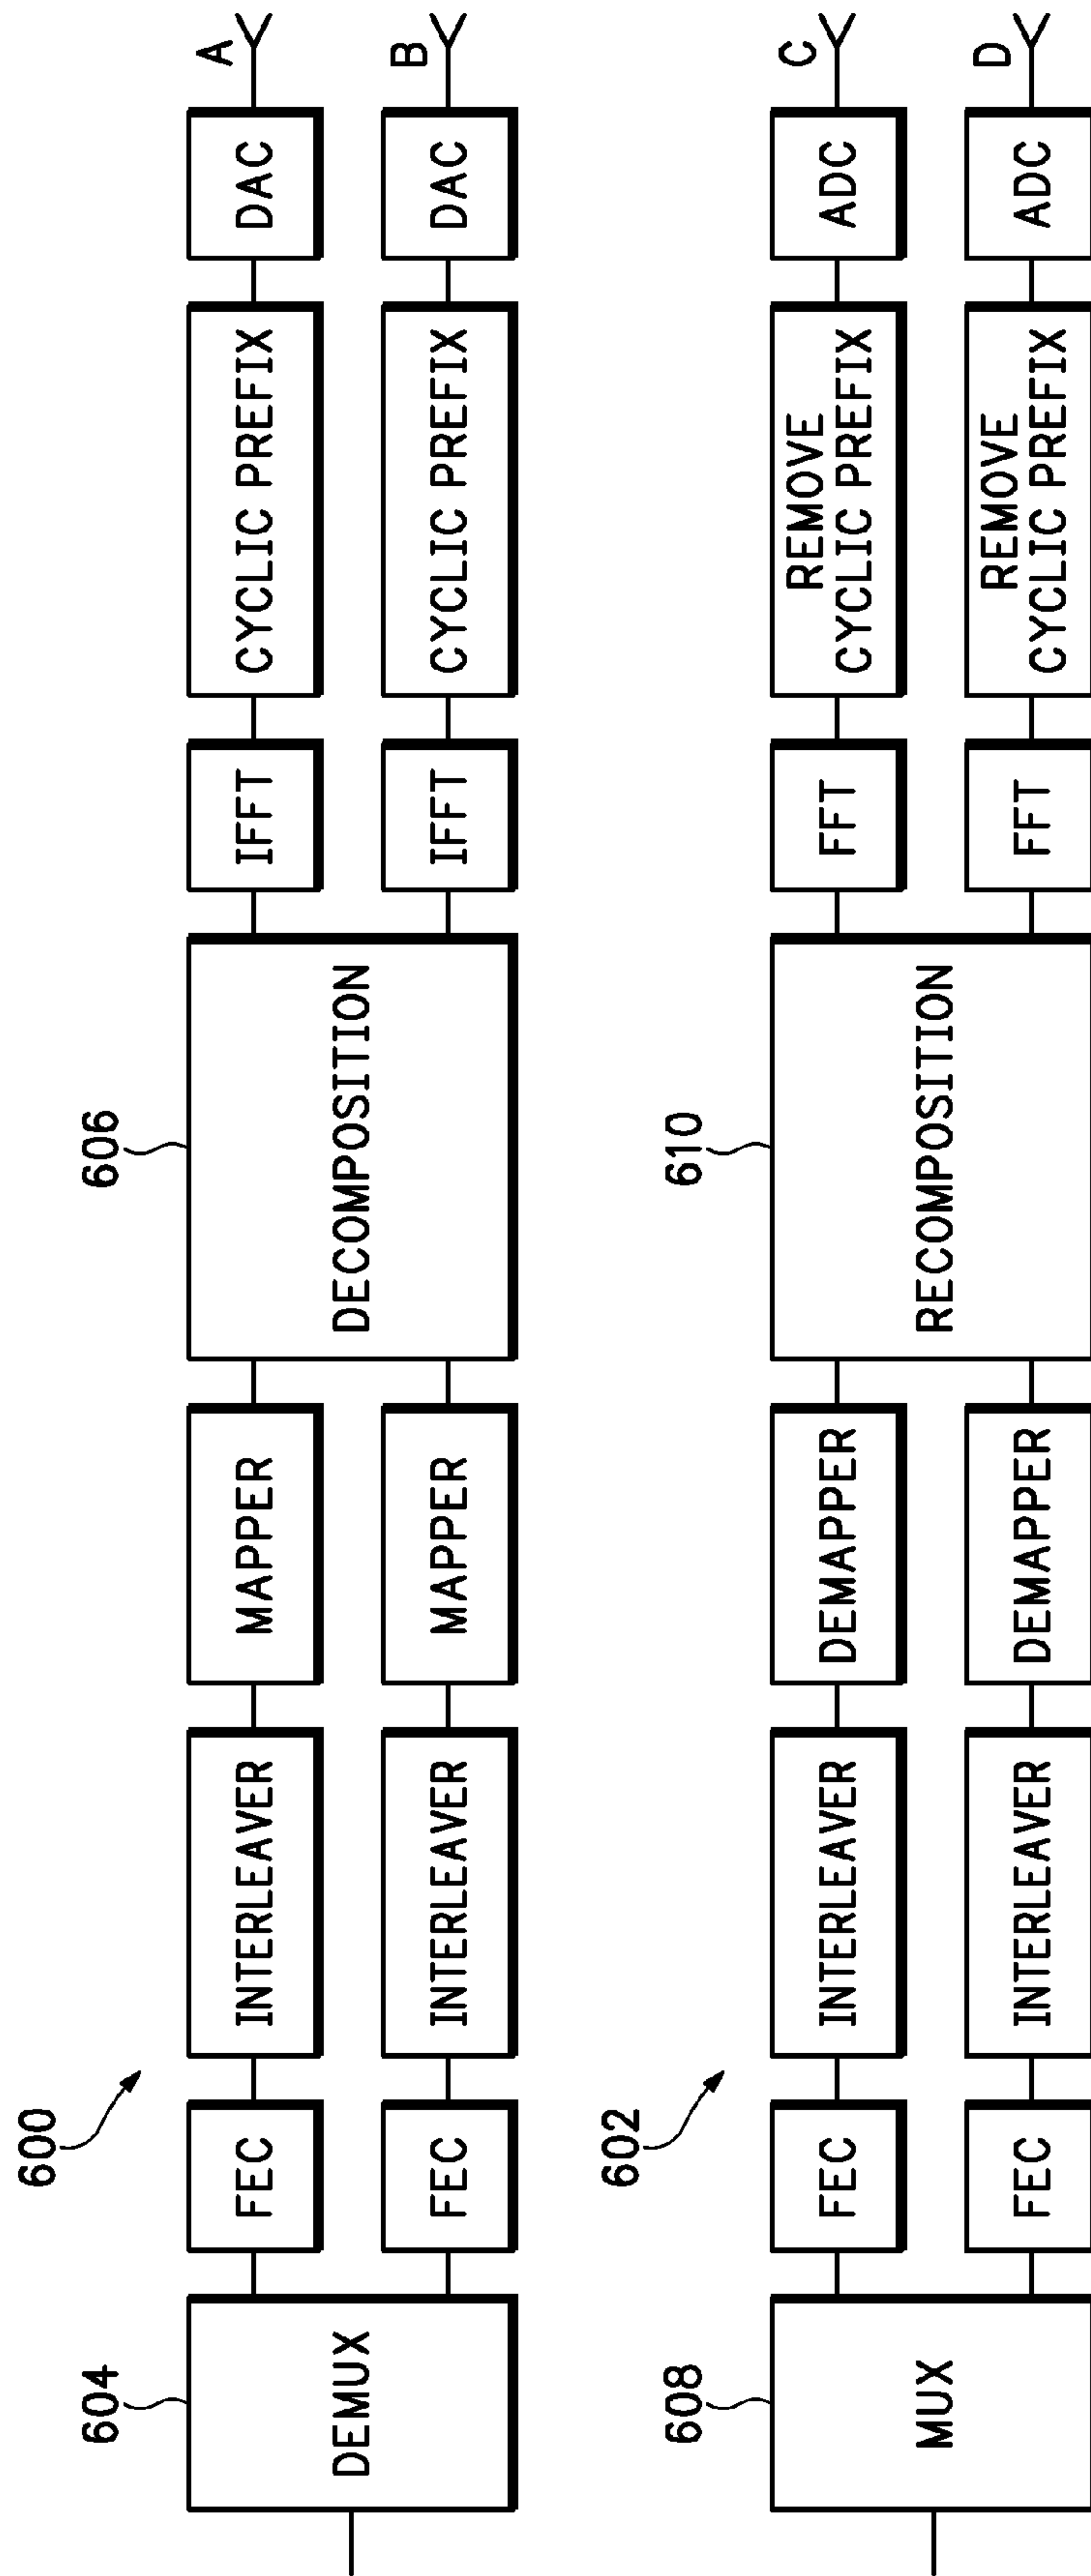 600
604
606
DEMUX
FEC
INTERLEAVER
MAPPER
DECOMPOSITION
IFFT
CYCLIC PREFIX
DAC
A
FEC
INTERLEAVER
MAPPER
IFFT
CYCLIC PREFIX
DAC
B
602
608
610
MUX
FEC
INTERLEAVER
DEMAPPER
RECOMPOSITION
FFT
REMOVE
CYCLIC PREFIX
ADC
C
FEC
INTERLEAVER
DEMAPPER
FFT
REMOVE
CYCLIC PREFIX
ADC
D